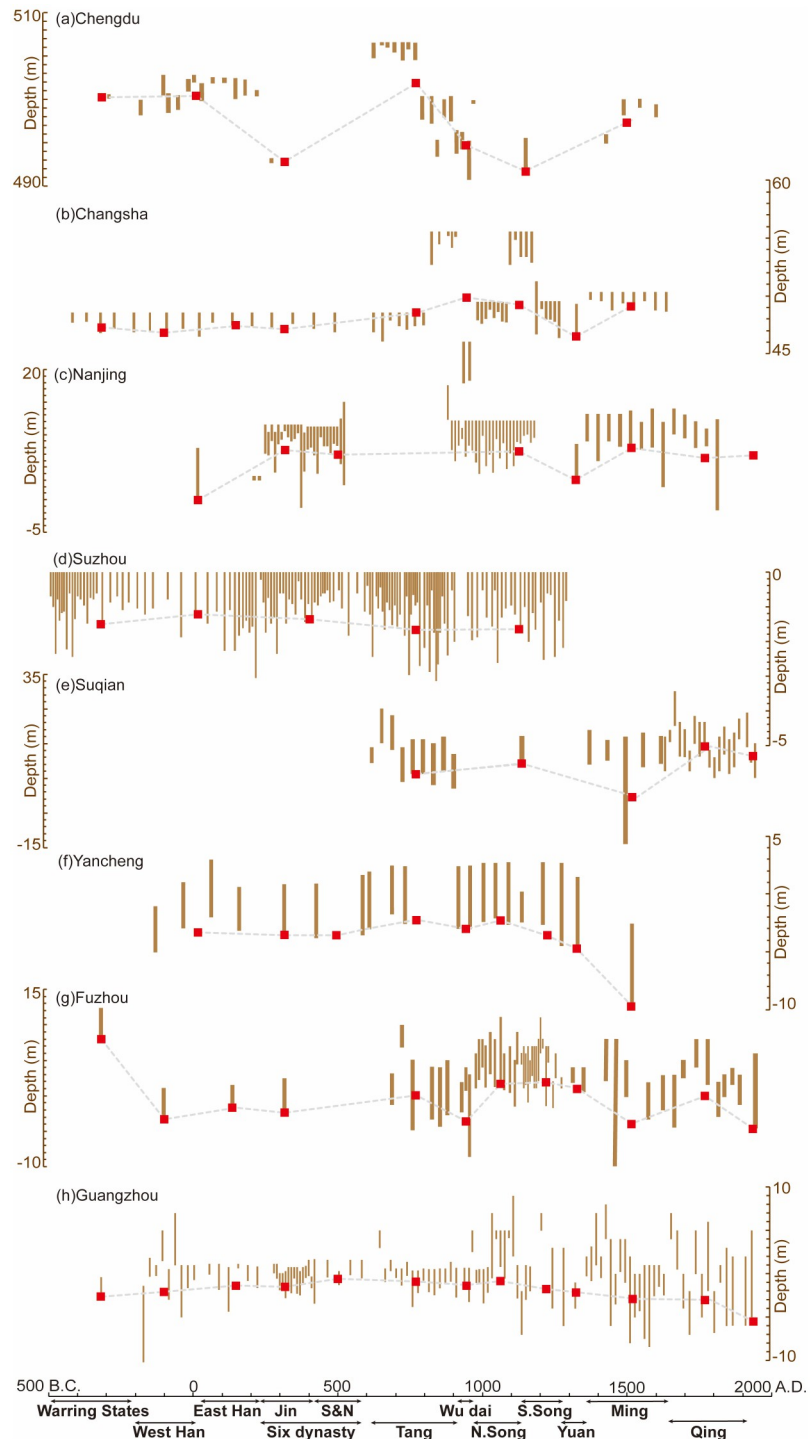 510
(a)Chengdu
Depth (m)
490
60
(b)Changsha
Depth (m)
45
20
(c)Nanjing
Depth (m)
-5
(d)Suzhou
0
Depth (m)
-5
35
(e)Suqian
Depth (m)
-15
5
(f)Yancheng
Depth (m)
-10
15
(g)Fuzhou
Depth (m)
-10
10
(h)Guangzhou
Depth (m)
-10
500 B.C. 0 500 1000 1500 2000 A.D.
Warring States East Han Jin S&N Wu dai S.Song Ming
West Han Six dynasty Tang N.Song Yuan Qing